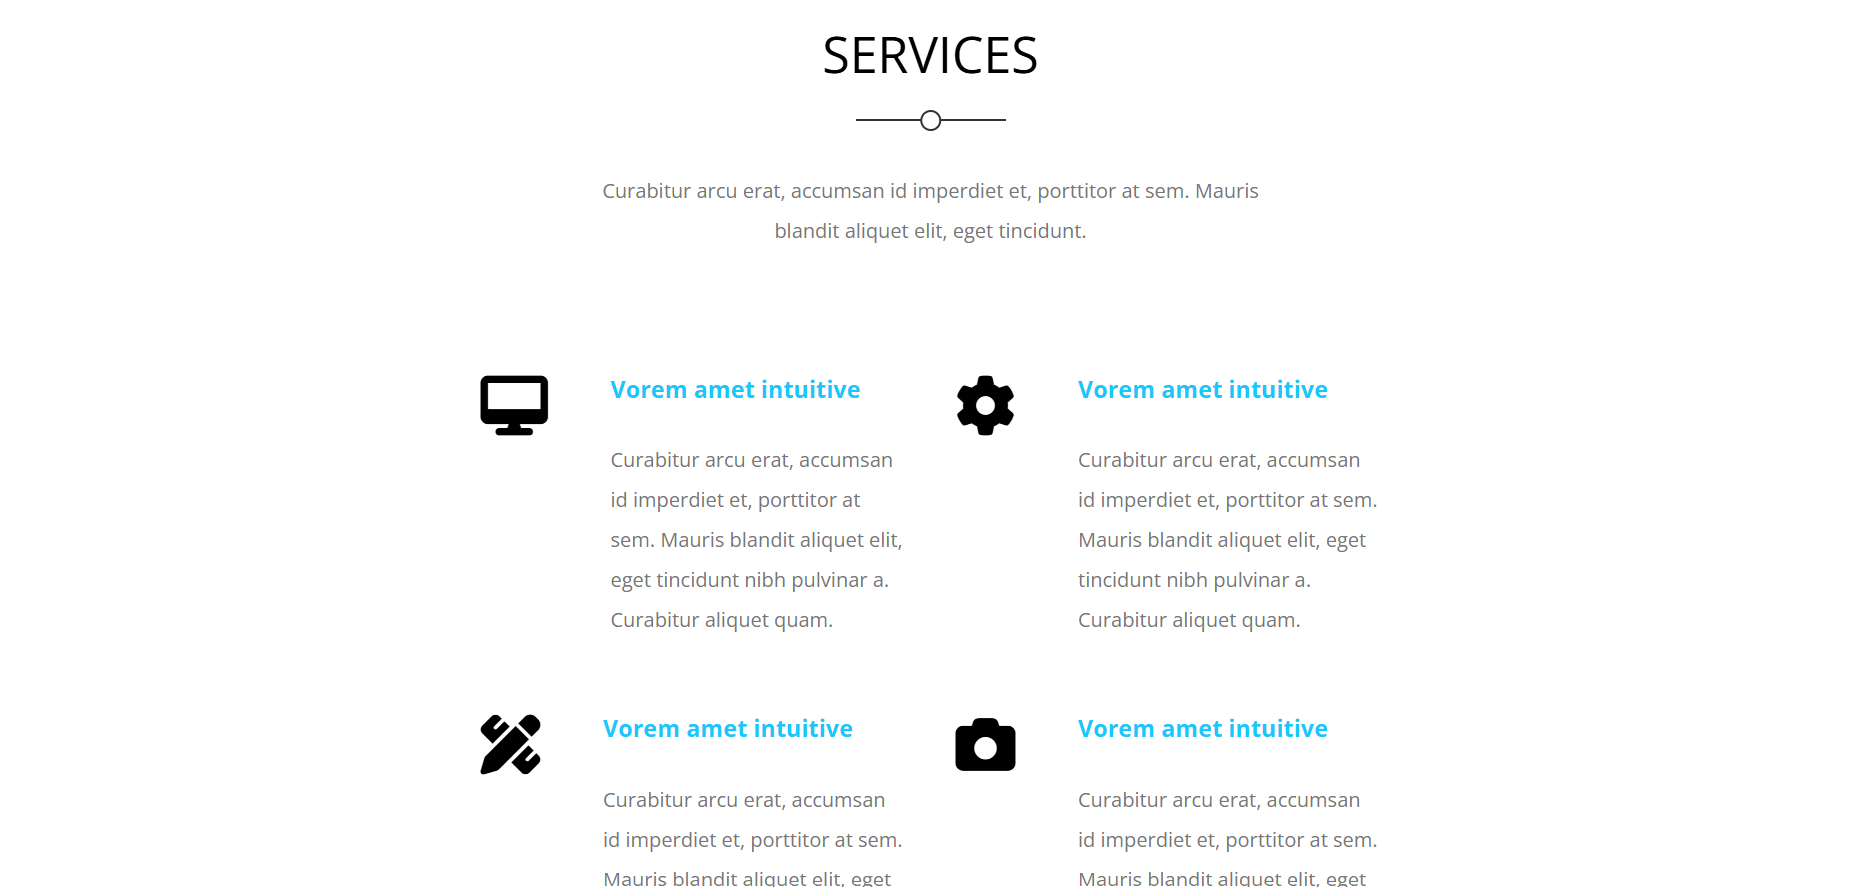 SERVICES
Curabitur arcu erat, accumsan id imperdiet et, porttitor at sem. Mauris
blandit aliquet elit, eget tincidunt.
Vorem amet intuitive
Curabitur arcu erat, accumsan
id imperdiet et, porttitor at
sem. Mauris blandit aliquet elit,
eget tincidunt nibh pulvinar a.
Curabitur aliquet quam.
Vorem amet intuitive
Curabitur arcu erat, accumsan
id imperdiet et, porttitor at sem.
Mauris blandit aliquet elit, eget
tincidunt nibh pulvinar a.
Curabitur aliquet quam.
Vorem amet intuitive
Curabitur arcu erat, accumsan
id imperdiet et, porttitor at sem.
Mauris blandit aliquet elit, eget
Vorem amet intuitive
Curabitur arcu erat, accumsan
id imperdiet et, porttitor at sem.
Mauris blandit aliquet elit, eget